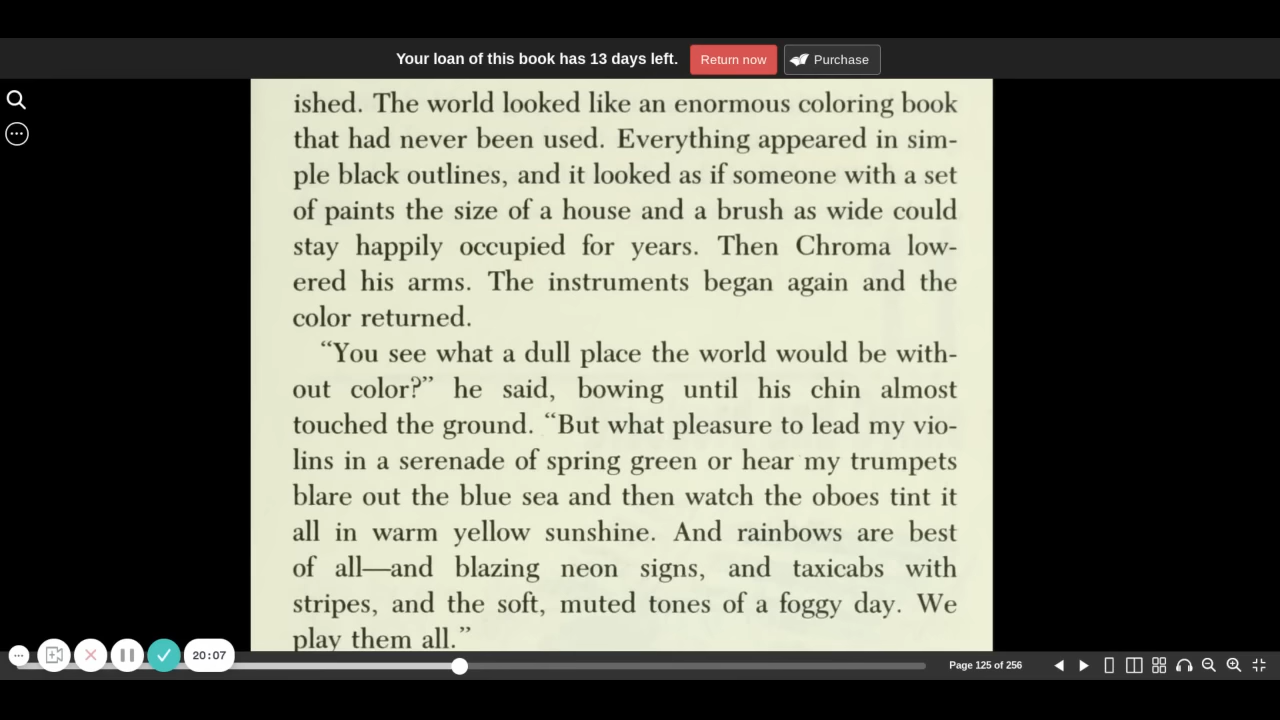 Your loan of this book has 13 days left. Return now Purchase
ished. The world looked like an enormous coloring book
that had never been used. Everything appeared in sim-
ple black outlines, and it looked as if someone with a set
of paints the size of a house and a brush as wide could
stay happily occupied for years. Then Chroma low-
ered his arms. The instruments began again and the
color returned.
“You see what a dull place the world would be with-
out color?” he said, bowing until his chin almost
touched the ground. “But what pleasure to lead my vio-
lins in a serenade of spring green or hear my trumpets
blare out the blue sea and then watch the oboes tint it
all in warm yellow sunshine. And rainbows are best
of all—and blazing neon signs, and taxicabs with
stripes, and the soft, muted tones of a foggy day. We
play them all.”
20:07
Page 125 of 256